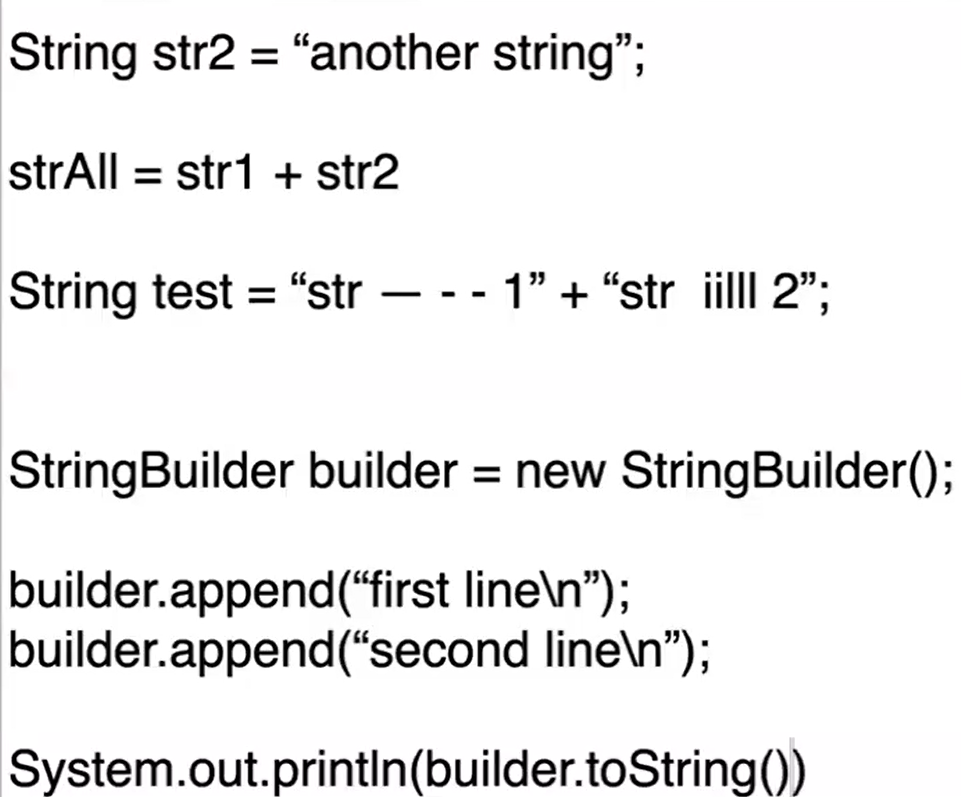 String str2 = “another string”;
strAll = str1 + str2
String test = “str — - - 1” + “str  iilll 2”;
StringBuilder builder = new StringBuilder();
builder.append(“first line\n”);
builder.append(“second line\n”);
System.out.println(builder.toString())